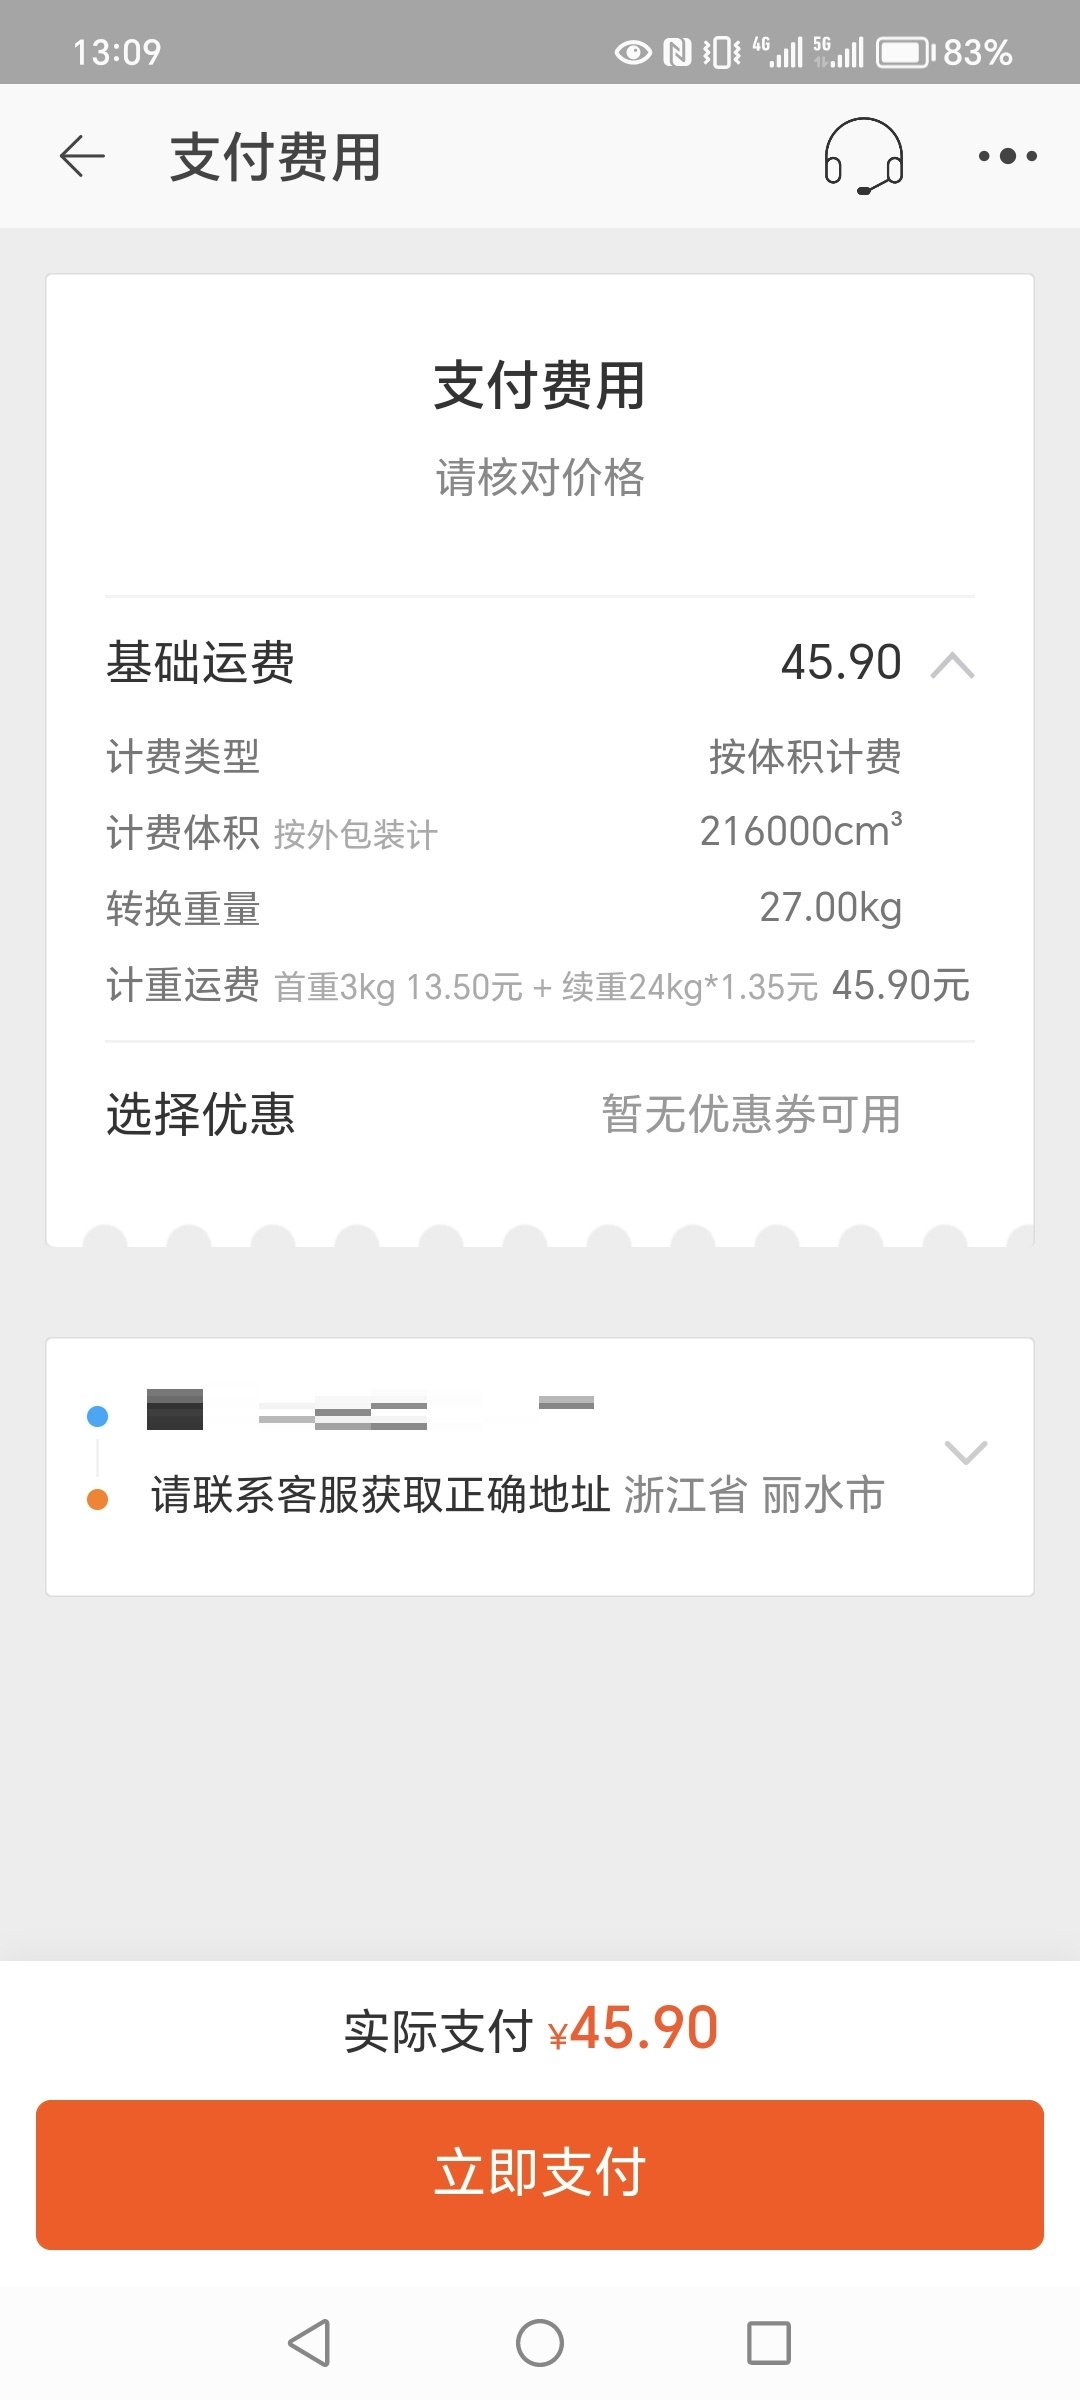 13:09 4G 5G 83%
支付费用
支付费用
请核对价格
基础运费 45.90
计费类型 按体积计费
计费体积 按外包装计 216000cm³
转换重量 27.00kg
计重运费 首重3kg 13.50元 + 续重24kg*1.35元 45.90元
选择优惠 暂无优惠券可用
请联系客服获取正确地址 浙江省 丽水市
实际支付 ¥45.90
立即支付